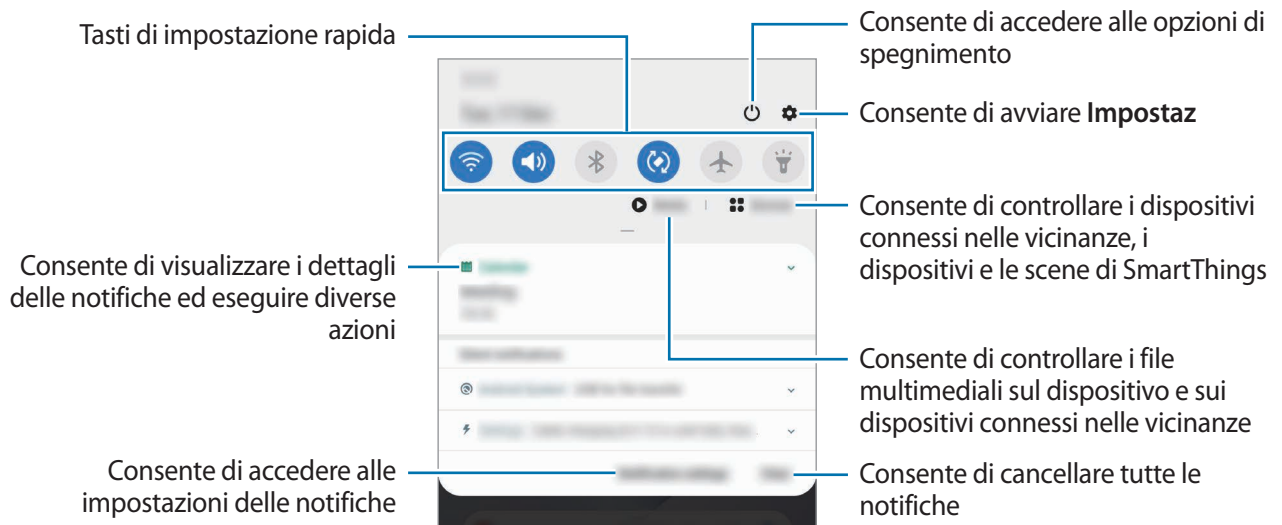 Tasti di impostazione rapida
Consente di accedere alle opzioni di
spegnimento
Consente di avviare Impostaz
Consente di controllare i dispositivi
connessi nelle vicinanze, i
dispositivi e le scene di SmartThings
Consente di visualizzare i dettagli
delle notifiche ed eseguire diverse
azioni
Consente di controllare i file
multimediali sul dispositivo e sui
dispositivi connessi nelle vicinanze
Consente di accedere alle
impostazioni delle notifiche
Consente di cancellare tutte le
notifiche